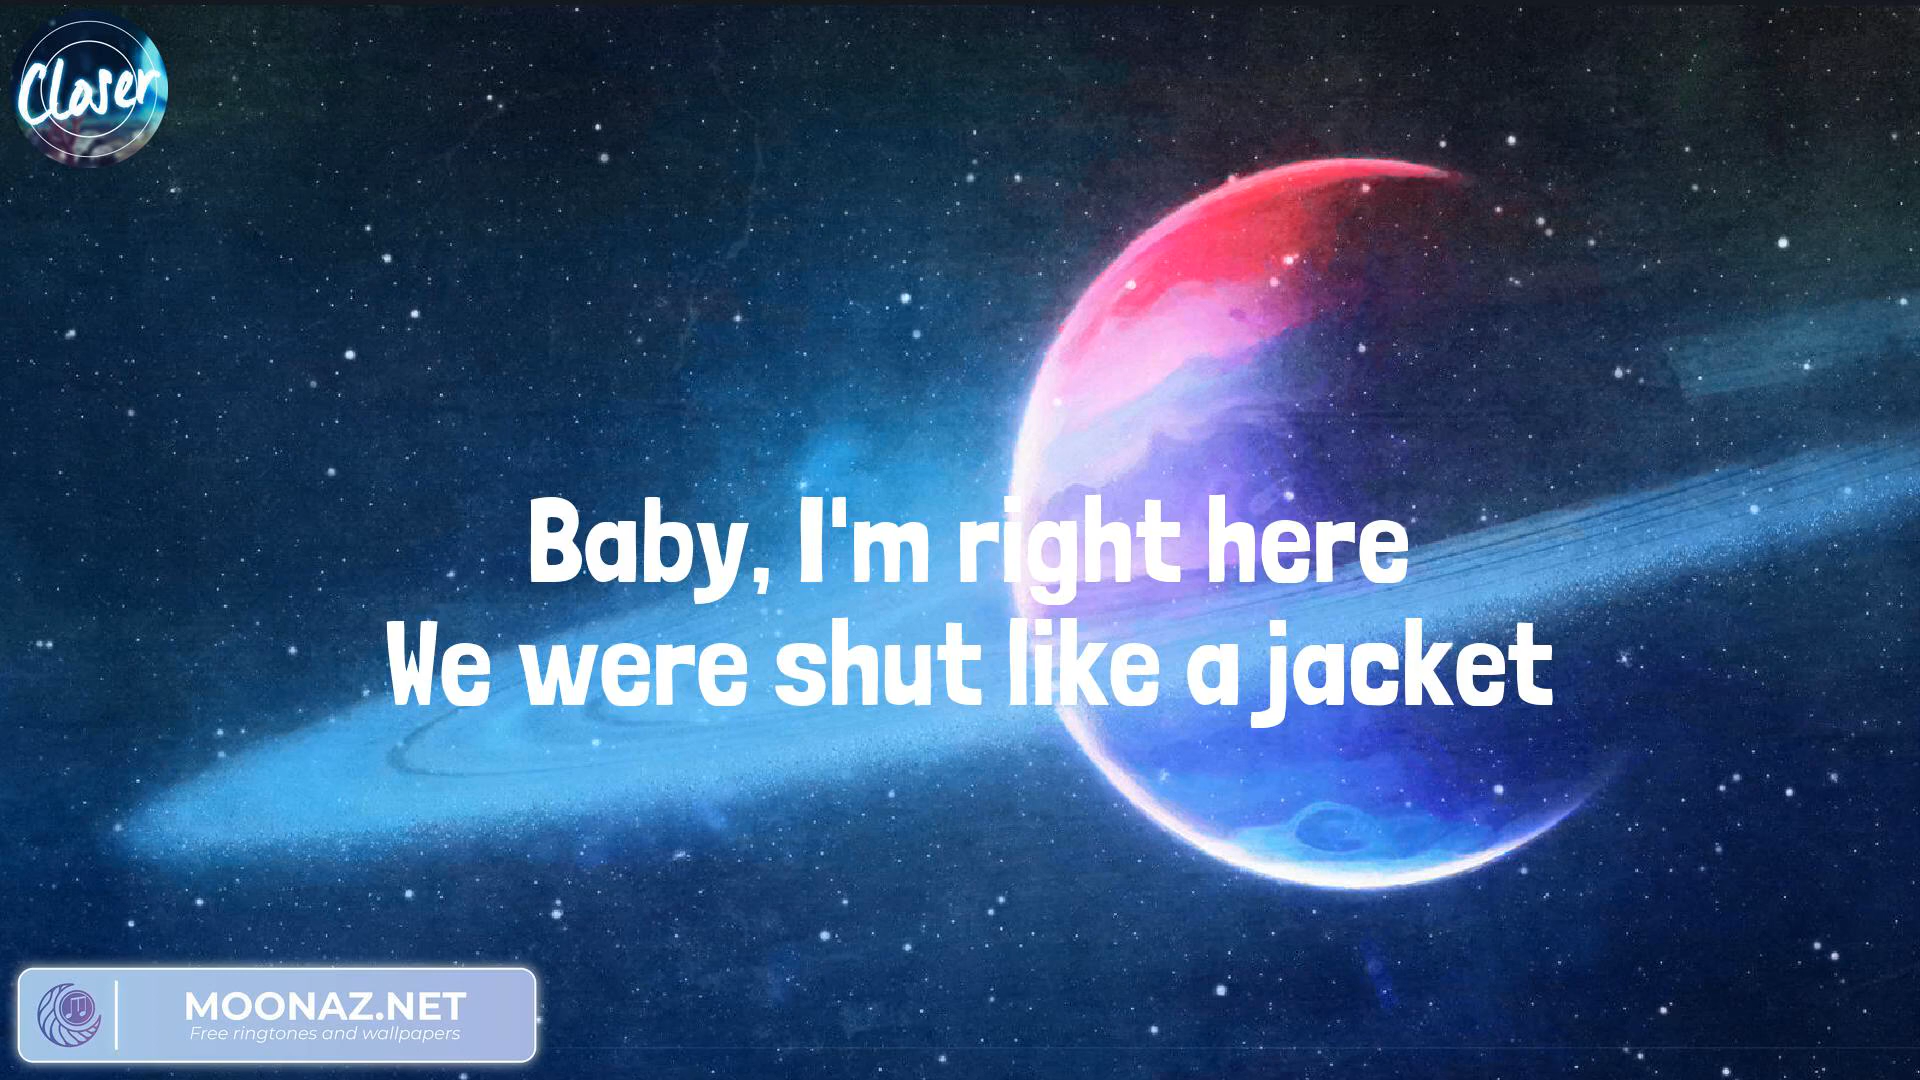 Closer
Baby, I'm right here
We were shut like a jacket
MOONAZ.NET
Free ringtones and wallpapers